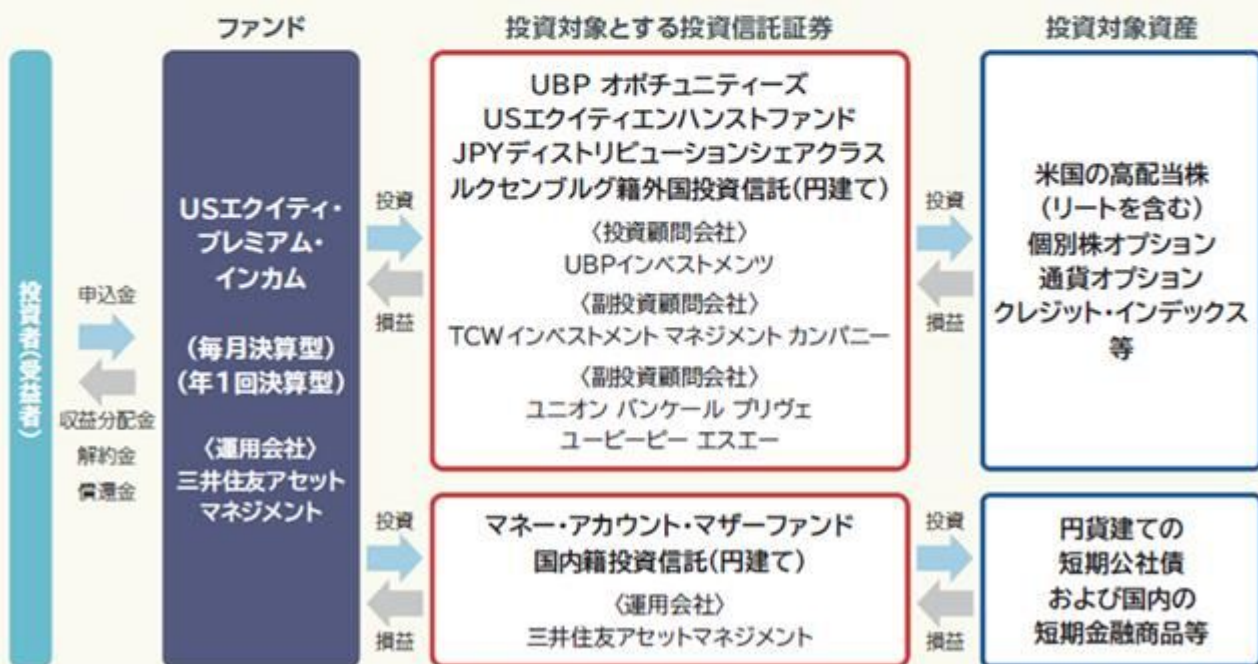 ファンド
投資対象とする投資信託証券
投資対象資産
投資者(受益者)
申込金
収益分配金
解約金
償還金
USエクイティ・
プレミアム・
インカム
(毎月決算型)
(年1回決算型)
〈運用会社〉
三井住友アセット
マネジメント
投資
損益
UBP オポチュニティーズ
USエクイティエンハンストファンド
JPYディストリビューションシェアクラス
ルクセンブルグ籍外国投資信託(円建て)
〈投資顧問会社〉
UBPインベストメンツ
〈副投資顧問会社〉
TCWインベストメント マネジメント カンパニー
〈副投資顧問会社〉
ユニオン バンケール プリヴェ
ユービーピー エスエー
投資
損益
米国の高配当株
(リートを含む)
個別株オプション
通貨オプション
クレジット・インデックス
等
投資
損益
マネー・アカウント・マザーファンド
国内籍投資信託(円建て)
〈運用会社〉
三井住友アセットマネジメント
投資
損益
円貨建ての
短期公社債
および国内の
短期金融商品等